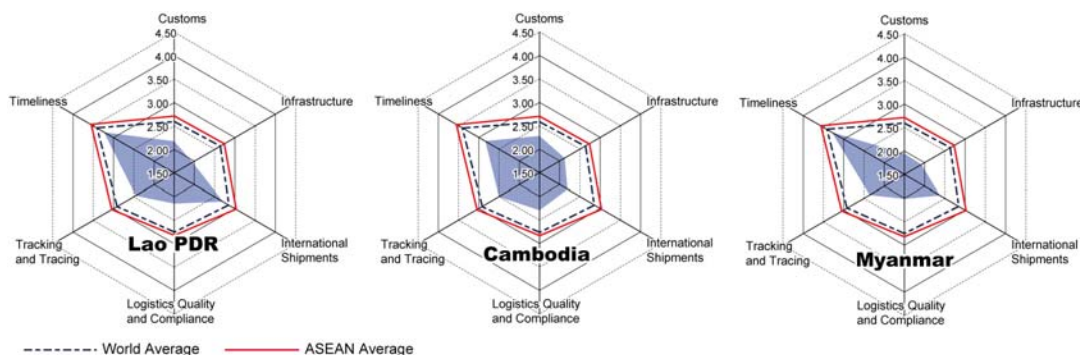 Customs
4.50
4.00
3.50
3.00
2.50
2.00
1.50
Timeliness
Infrastructure
Tracking
and Tracing
International
Shipments
Lao PDR
Logistics Quality
and Compliance
Customs
4.50
4.00
3.50
3.00
2.50
2.00
1.50
Timeliness
Infrastructure
Tracking
and Tracing
International
Shipments
Cambodia
Logistics Quality
and Compliance
Customs
4.50
4.00
3.50
3.00
2.50
2.00
1.50
Timeliness
Infrastructure
Tracking
and Tracing
International
Shipments
Myanmar
Logistics Quality
and Compliance
World Average
ASEAN Average